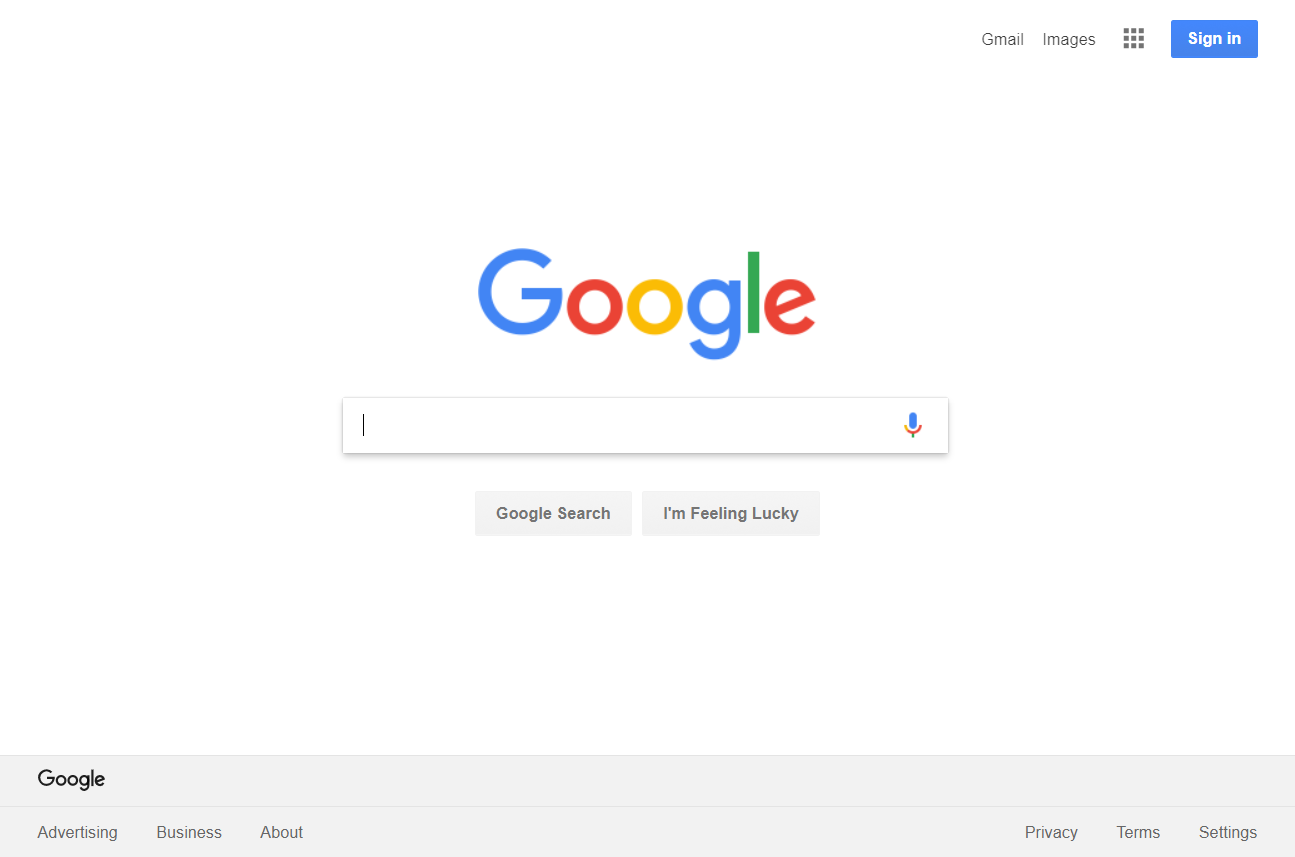 Gmail Images Sign in
Google
Google Search I'm Feeling Lucky
Google
Advertising Business About Privacy Terms Settings